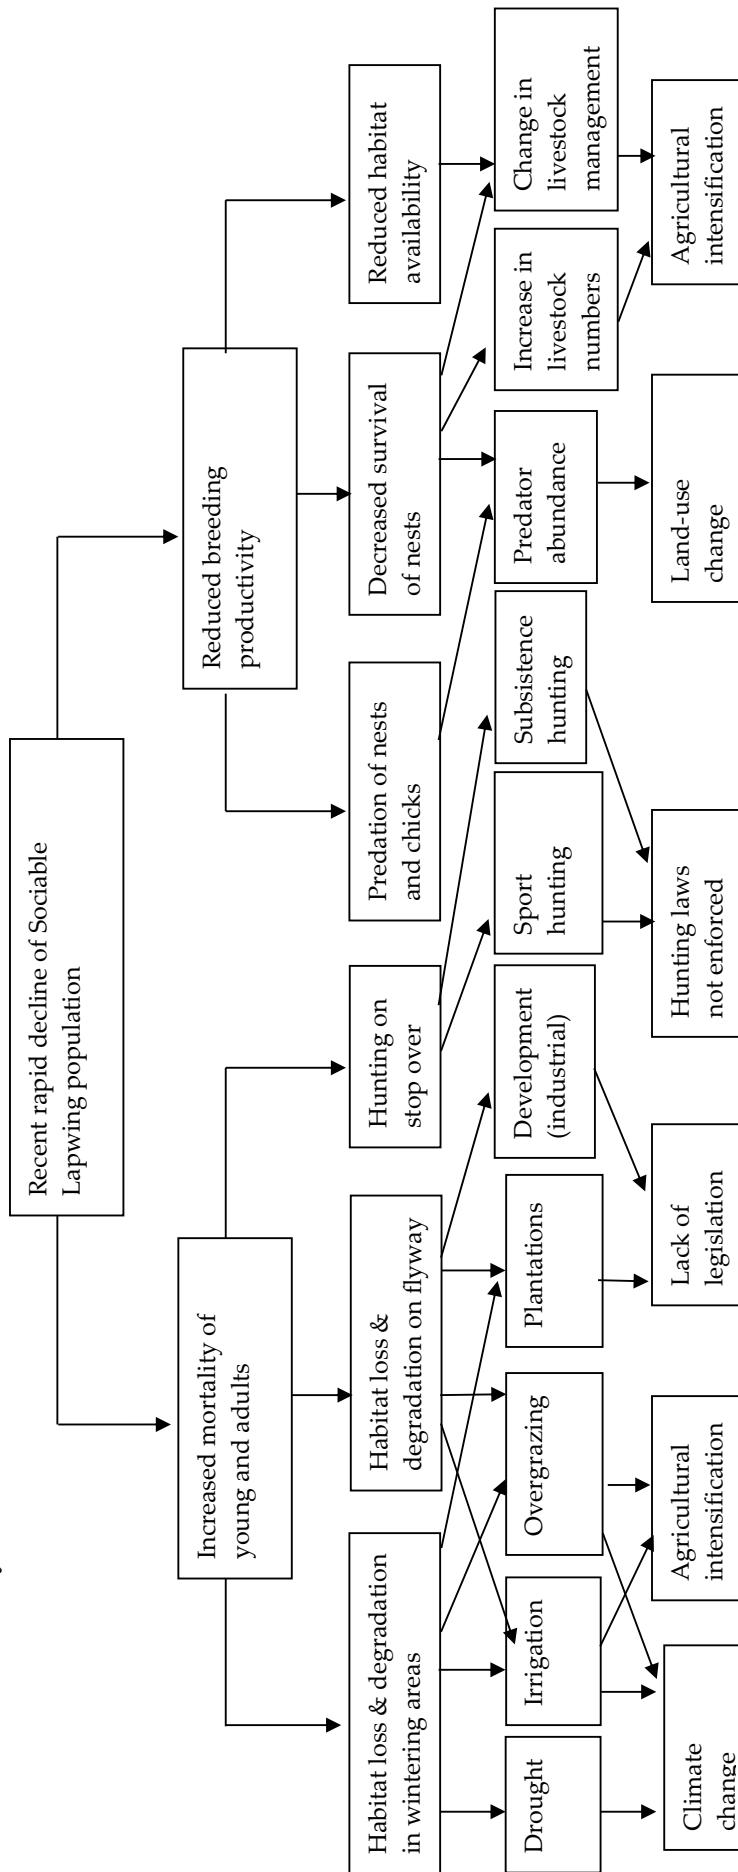 Recent rapid decline of Sociable
Lapwing population
Increased mortality of
young and adults
Reduced breeding
productivity
Habitat loss & degradation
in wintering areas
Habitat loss &
degradation on flyway
Hunting on
stop over
Predation of nests
and chicks
Decreased survival
of nests
Reduced habitat
availability
Drought
Irrigation
Overgrazing
Plantations
Development
(industrial)
Sport
hunting
Subsistence
hunting
Predator
abundance
Increase in
livestock
numbers
Change in
livestock
management
Climate
change
Agricultural
intensification
Lack of
legislation
Hunting laws
not enforced
Land-use
change
Agricultural
intensification